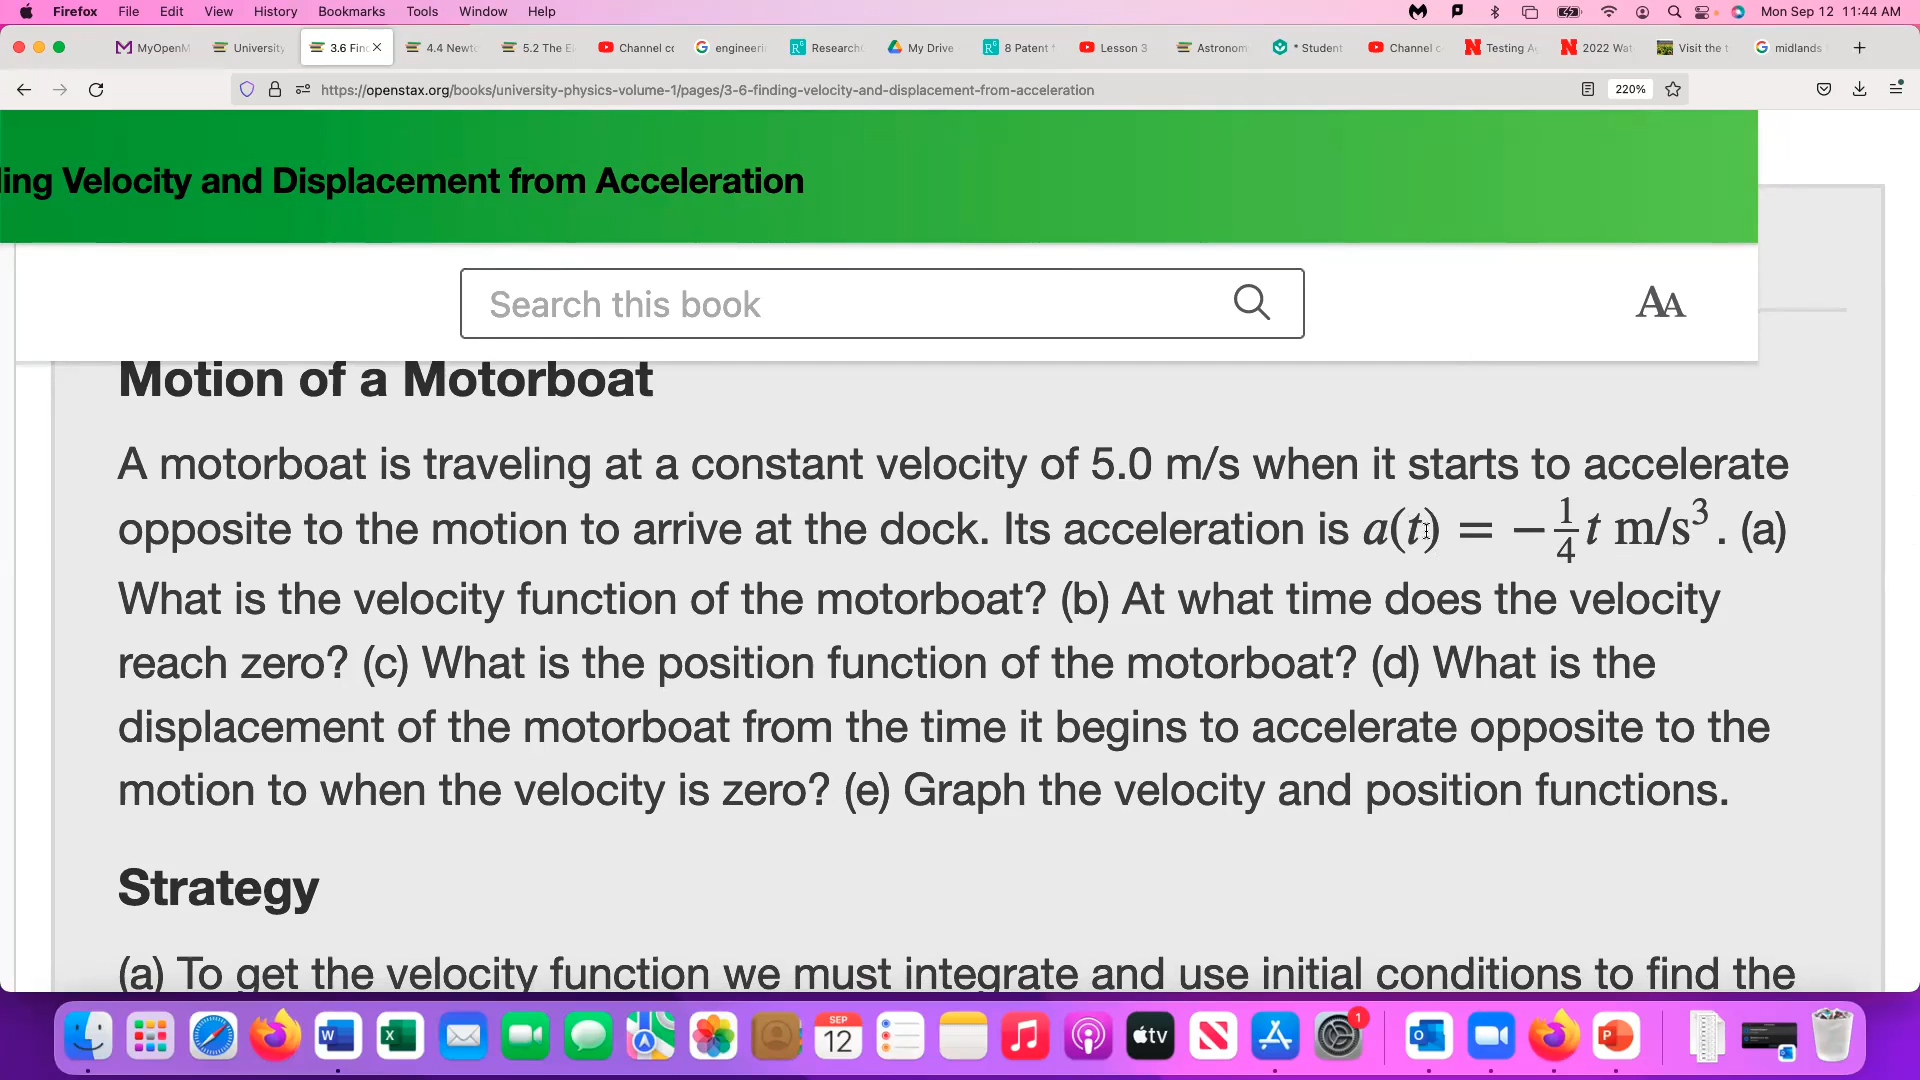 Firefox File Edit View History Bookmarks Tools Window Help Mon Sep 12 11:44 AM
MyOpenM University 3.6 Find 4.4 Newto 5.2 The E Channel co engineeri Research My Drive 8 Patent Lesson 3 Astronom * Student Channel c Testing A 2022 Wat Visit the t midlands
https://openstax.org/books/university-physics-volume-1/pages/3-6-finding-velocity-and-displacement-from-acceleration 220%
ling Velocity and Displacement from Acceleration
Search this book AA
Motion of a Motorboat
A motorboat is traveling at a constant velocity of 5.0 m/s when it starts to accelerate
opposite to the motion to arrive at the dock. Its acceleration is a(t) = −1/4 t m/s³. (a)
What is the velocity function of the motorboat? (b) At what time does the velocity
reach zero? (c) What is the position function of the motorboat? (d) What is the
displacement of the motorboat from the time it begins to accelerate opposite to the
motion to when the velocity is zero? (e) Graph the velocity and position functions.
Strategy
(a) To get the velocity function we must integrate and use initial conditions to find the
SEP
12
tv
1